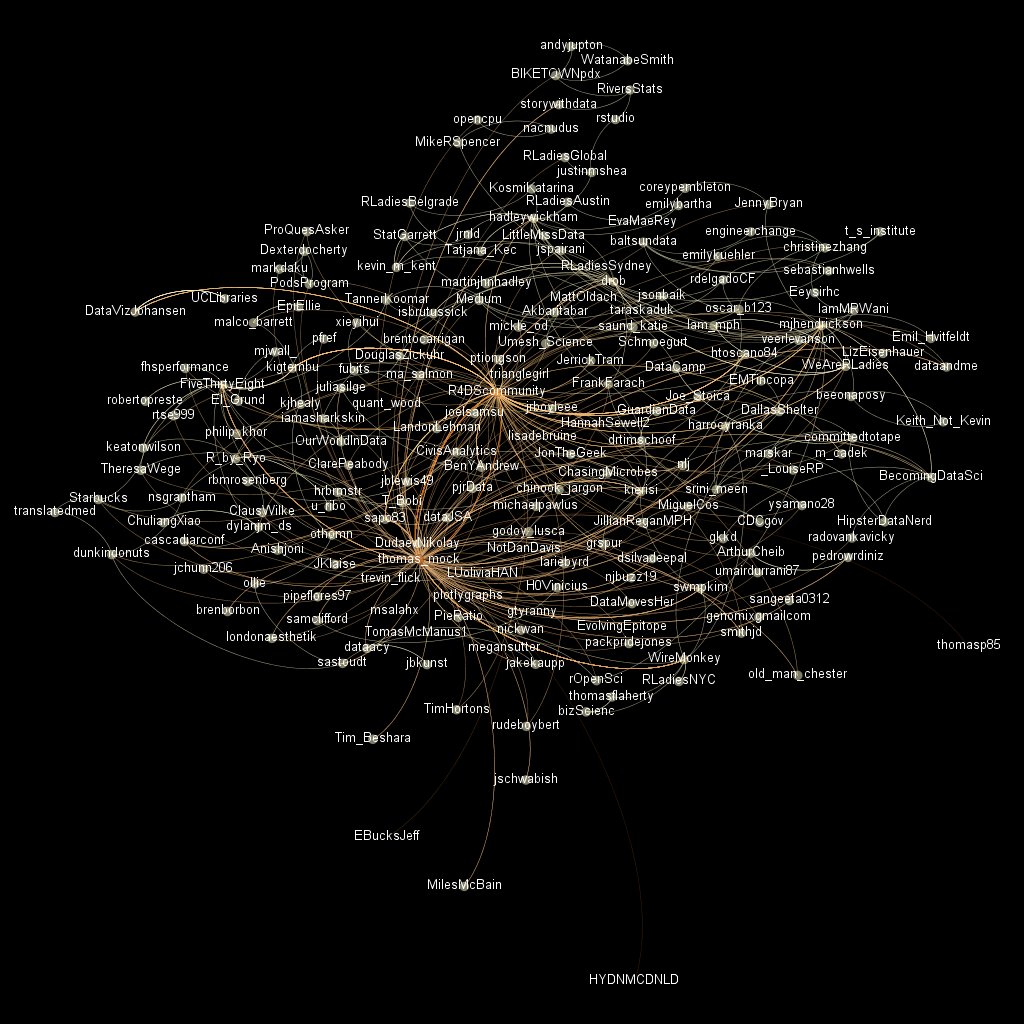 andyjupton
WatanabeSmith
BIKETOWNpdx
RiversStats
storywithdata
opencpu
rstudio
nacnudus
MikeRSpencer
RLadiesGlobal
justinmshea
KosmiKatarina
coreypembleton
RLadiesBelgrade
RLadiesAustin
emilybartha
JennyBryan
hadleywickham
EvaMaeRey
ProQuesAsker
StatGarrett
jrnld
LittleMissData
engineerchange
t_s_institute
baltsundata
Dexterdocherty
Tatjana_Kec
jspairani
christinezhang
emilykuehler
markdaku
kevin_m_kent
RLadiesSydney
sebastianwells
PodsProgram
martinjhnhadley
drob
rdelgadoCF
UCLibraries
TannerKoomar
Medium
MattOldach
jsonbaik
Eeysirhc
DataVizJohansen
EpiEllie
isbrutussick
Akbantabar
taraskaduk
oscar_b123
IamMRWani
malco_barrett
xieyihui
mickle_od
saund_katie
Iam_mph
mjhendrickson
pref
brentocarrigan
Umesh_Science
Schmoegurt
veerlevanson
Emil_Hvitfeldt
mjwall_
DouglasZickuhr
ptiongson
JerrickTram
htoscano84
LizEisenhauer
fhsperformance
kigtembu
fubits
ma_salmon
trianglegirl
DataCamp
WeAreRLadies
dataandme
FiveThirtyEight
juliasilge
R4DScommunity
FrankFarach
EMTincopa
robertopreste
El_Grund
kjhealy
quant_wood
jrboyleee
Joe_Storca
beeonaposy
rtse999
iamasharkskin
joelsamsu
GuardianData
DallasShelter
philip_khor
LandonLehman
HannahSewell2
harrocyranka
Keith_Not_Kevin
keatonwilson
OurWorldInData
lisadebruine
drtimschoof
committedtotape
R_by_Ryo
CivisAnalytics
JonTheGeek
marskar
m_cadek
TheresaWege
ClarePeabody
BenYAndrew
ChasingMicrobes
nlj
_LouiseRP
rbmrosenberg
jblewis49
BecomingDataSci
Starbucks
nsgrantham
hrbrmstr
pjrData
chinook_jargon
kierisi
srini_meen
translatedmed
ClausWilke
u_ribo
T_Bobi
michaelpawlus
MiguelCos
ysamano28
ChuliangXiao
dylanjm_ds
sapo83
dataJSA
JillianReganMPH
CDCgov
HipsterDataNerd
cascadiarconf
othomn
godoy_lusca
gkkd
radovankavicky
dunkindonuts
Anishjoni
DudaevNikolay
NotDanDavis
grspur
ArthurCheib
pedrowrdiniz
jchunn206
JKlaise
thomas_mock
lariebyrd
dsilvadeepal
umairdurrani87
ollie
trevin_flick
LUoliviaHAN
H0Vinicius
njbuzz19
swmpkim
pipeflores97
plotlygraphs
DataMovesHer
sangeeta0312
brenborbon
samclifford
msalahx
PieRatio
gtyranny
genomixgmailcom
londonaesthetik
TomasMcManus1
nickwan
EvolvingEpitope
smithjd
dataacy
megansutter
packpridejones
thomasp85
sastoudt
jbkunst
jakekaupp
WireMonkey
rOpenSci
RLadiesNYC
old_man_chester
TimHortons
thomasflaherty
bizScienc
rudeboybert
Tim_Beshara
jschwabish
EBucksJeff
MilesMcBain
HYDNMCDNLD